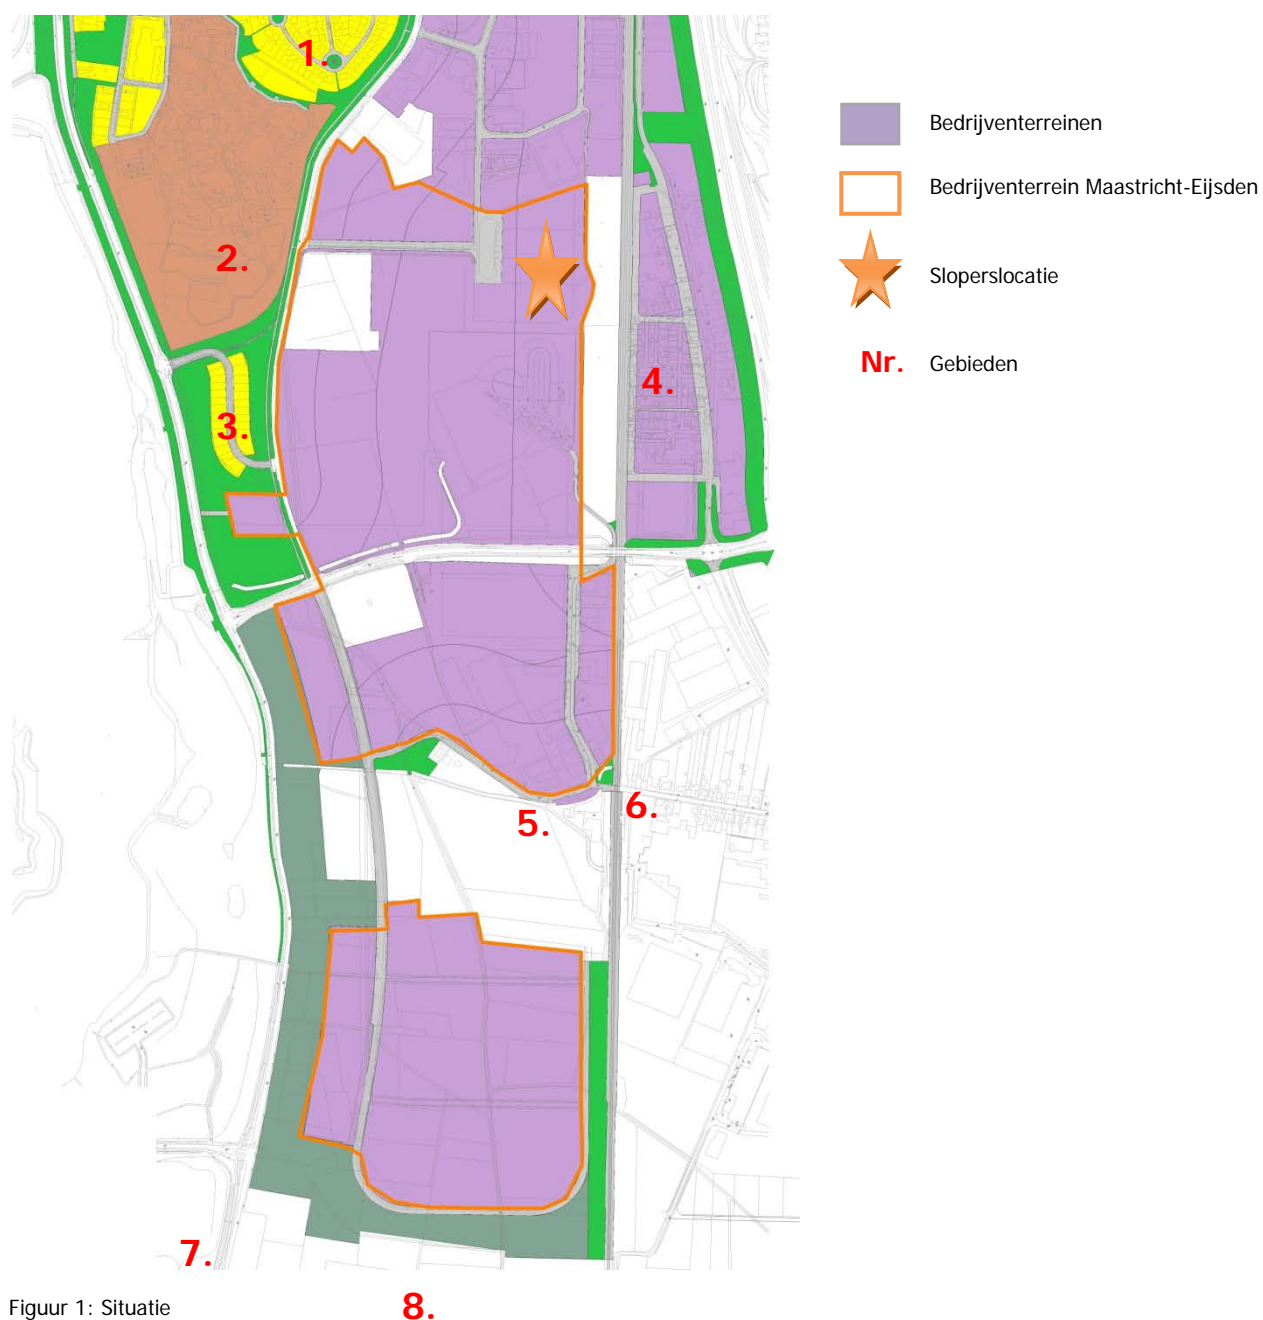 1.
2.
3.
4.
5.
6.
7.
8.
Bedrijventerreinen
Bedrijventerrein Maastricht-Eijsden
Sloperslocatie
Nr. Gebieden
Figuur 1: Situatie